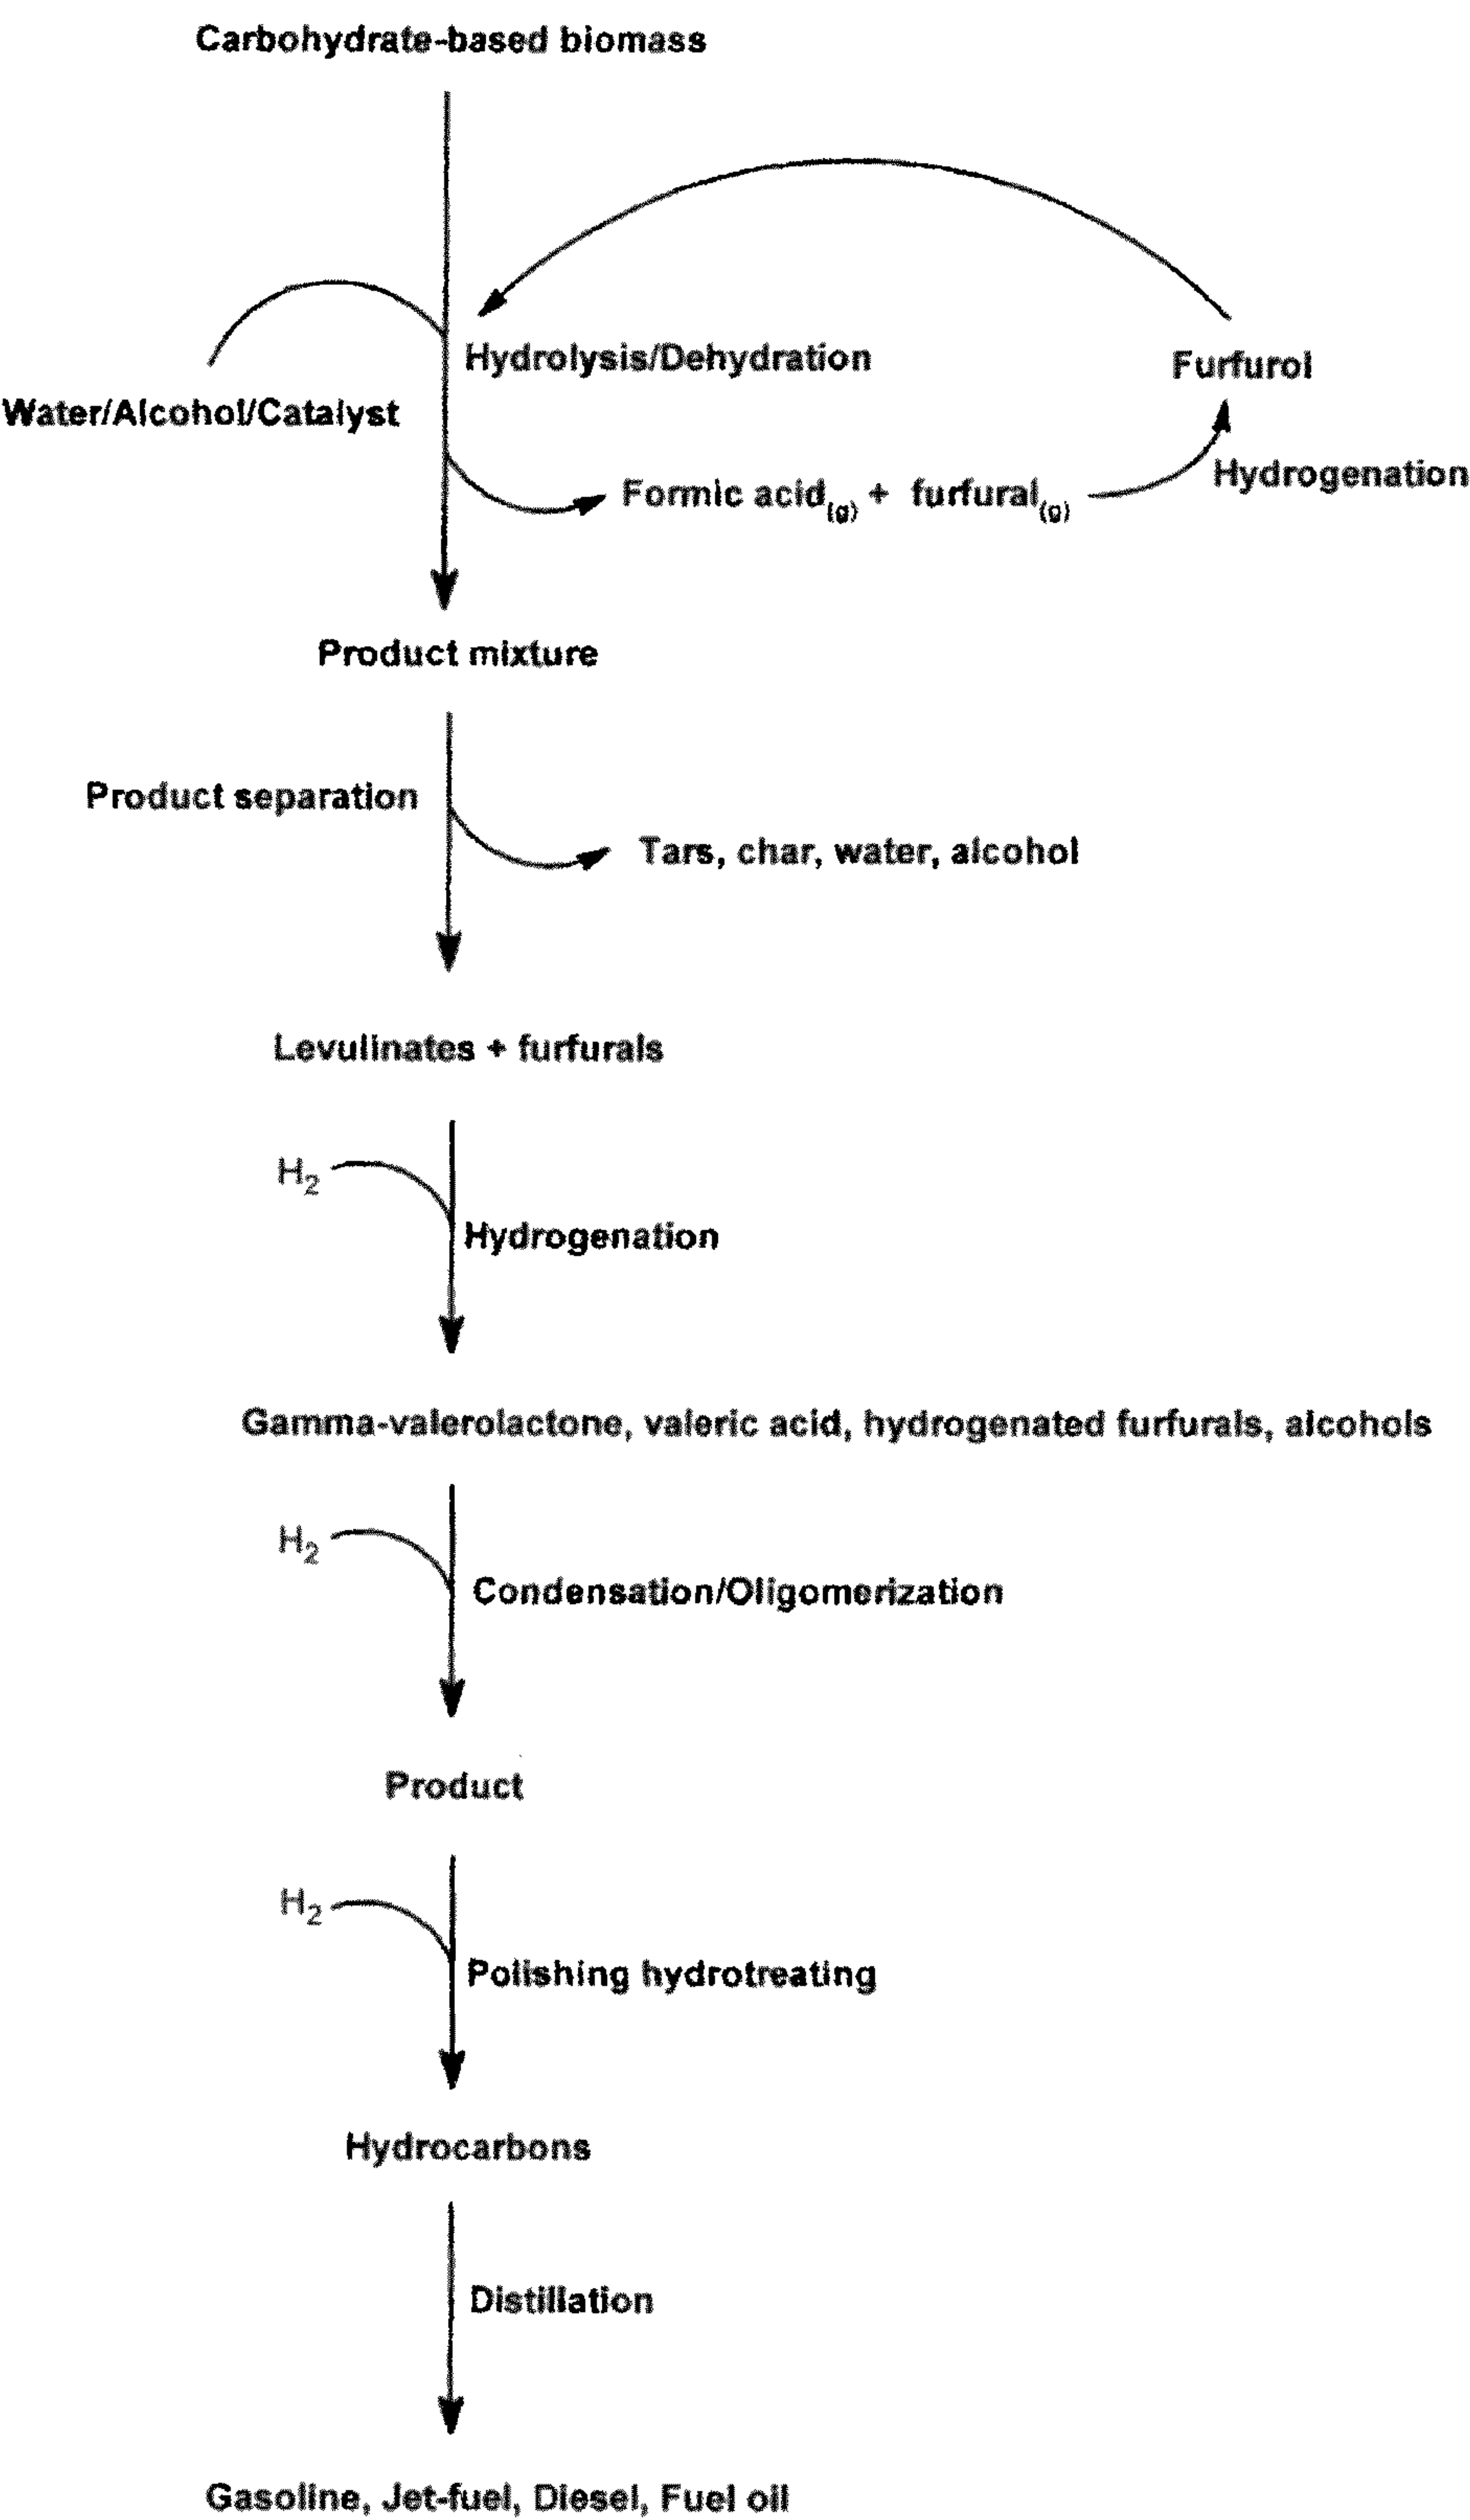 Carbohydrate-based biomass
Hydrolysis/Dehydration
Furfurol
Water/Alcohol/Catalyst
Hydrogenation
Formic acid(g) + furfural(g)
Product mixture
Product separation
Tars, char, water, alcohol
Levulinates + furfurals
H2
Hydrogenation
Gamma-valerolactone, valeric acid, hydrogenated furfurals, alcohols
H2
Condensation/Oligomerization
Product
H2
Polishing hydrotreating
Hydrocarbons
Distillation
Gasoline, Jet-fuel, Diesel, Fuel oil